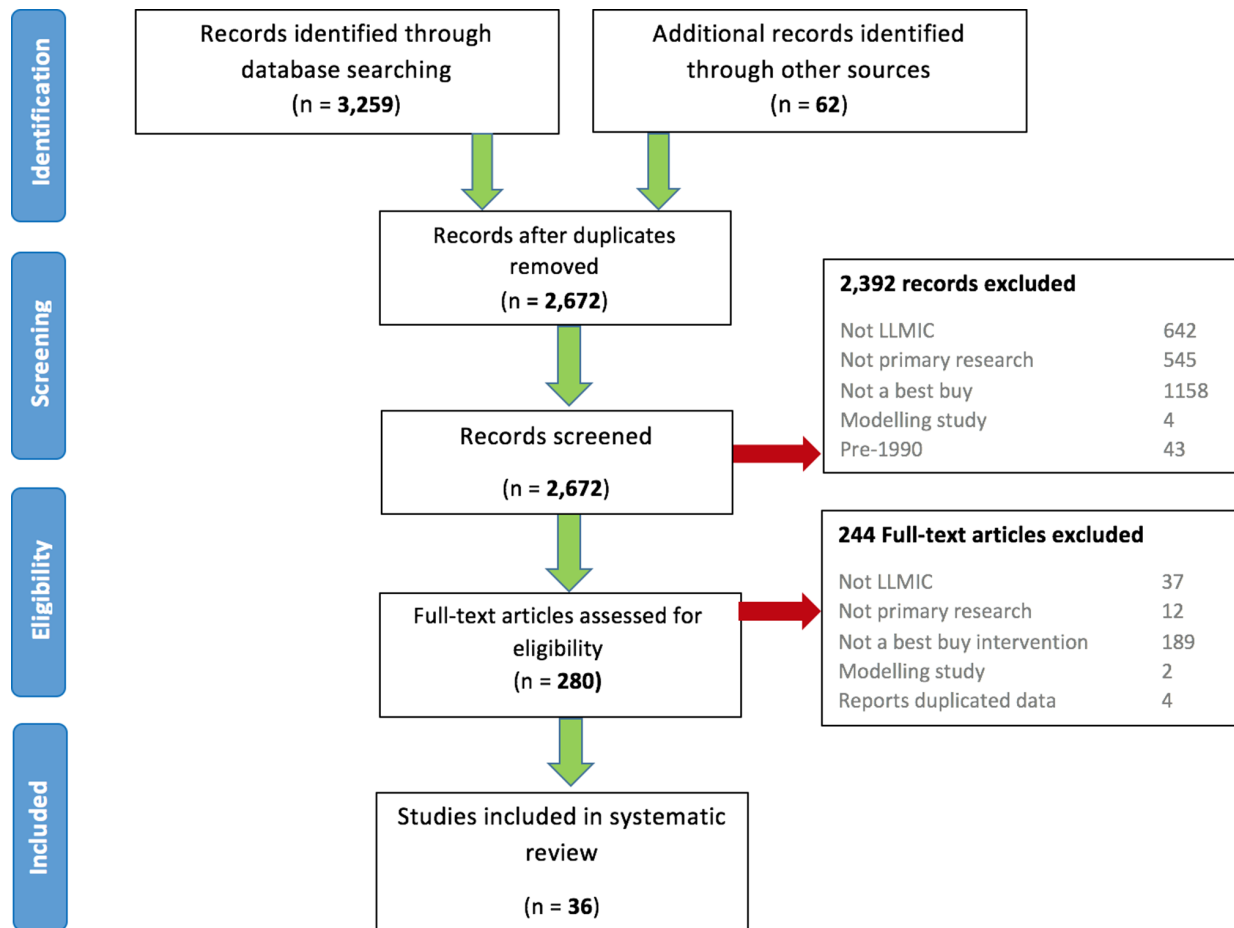 Identification
Records identified through
database searching
(n = 3,259)
Additional records identified
through other sources
(n = 62)
Screening
Records after duplicates
removed
(n = 2,672)
2,392 records excluded
Not LLMIC 642
Not primary research 545
Not a best buy 1158
Modelling study 4
Pre-1990 43
Records screened
(n = 2,672)
Eligibility
244 Full-text articles excluded
Not LLMIC 37
Not primary research 12
Not a best buy intervention 189
Modelling study 2
Reports duplicated data 4
Full-text articles assessed for
eligibility
(n = 280)
Included
Studies included in systematic
review
(n = 36)